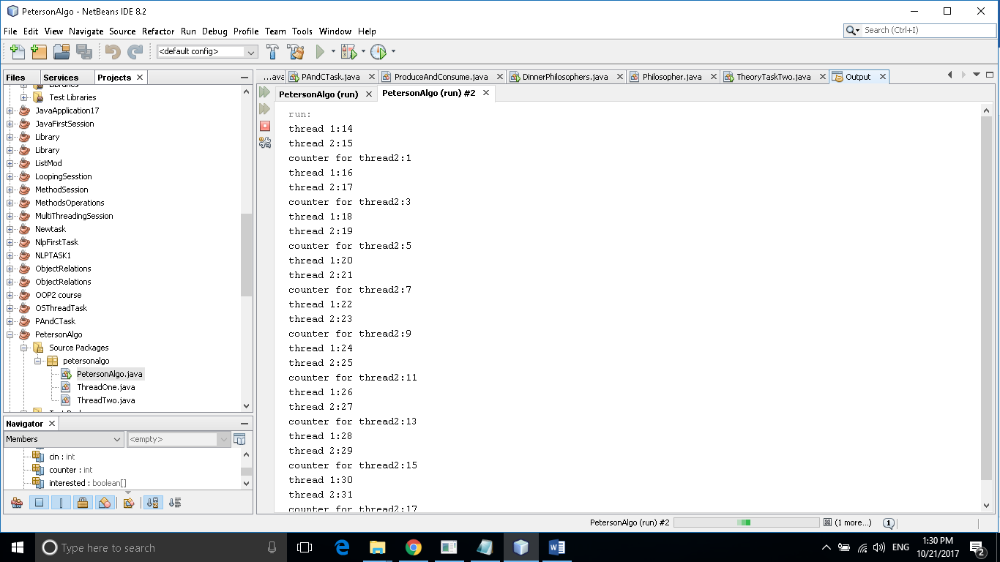 PetersonAlgo - NetBeans IDE 8.2
File Edit View Navigate Source Refactor Run Debug Profile Team Tools Window Help
Search (Ctrl+I)
<default config>
Files Services Projects
...ava PAndCTask.java ProduceAndConsume.java DinnerPhilosophers.java Philosopher.java TheoryTaskTwo.java Output
PetersonAlgo (run) PetersonAlgo (run) #2
Libraries
Test Libraries
JavaApplication17
JavaFirstSession
Library
Library
ListMod
LoopingSesstion
MethodSession
MethodsOperations
MultiThreadingSession
Newtask
NlpFirstTask
NLPTASK1
ObjectRelations
ObjectRelations
OOP2 course
OSThreadTask
PAndCTask
PetersonAlgo
Source Packages
petersonalgo
PetersonAlgo.java
ThreadOne.java
ThreadTwo.java
Navigator
Members
<empty>
cin : int
counter : int
interested : boolean[]
run:
thread 1:14
thread 2:15
counter for thread2:1
thread 1:16
thread 2:17
counter for thread2:3
thread 1:18
thread 2:19
counter for thread2:5
thread 1:20
thread 2:21
counter for thread2:7
thread 1:22
thread 2:23
counter for thread2:9
thread 1:24
thread 2:25
counter for thread2:11
thread 1:26
thread 2:27
counter for thread2:13
thread 1:28
thread 2:29
counter for thread2:15
thread 1:30
thread 2:31
counter for thread2:17
PetersonAlgo (run) #2 (1 more...) 1
Type here to search
ENG
1:30 PM
10/21/2017
2